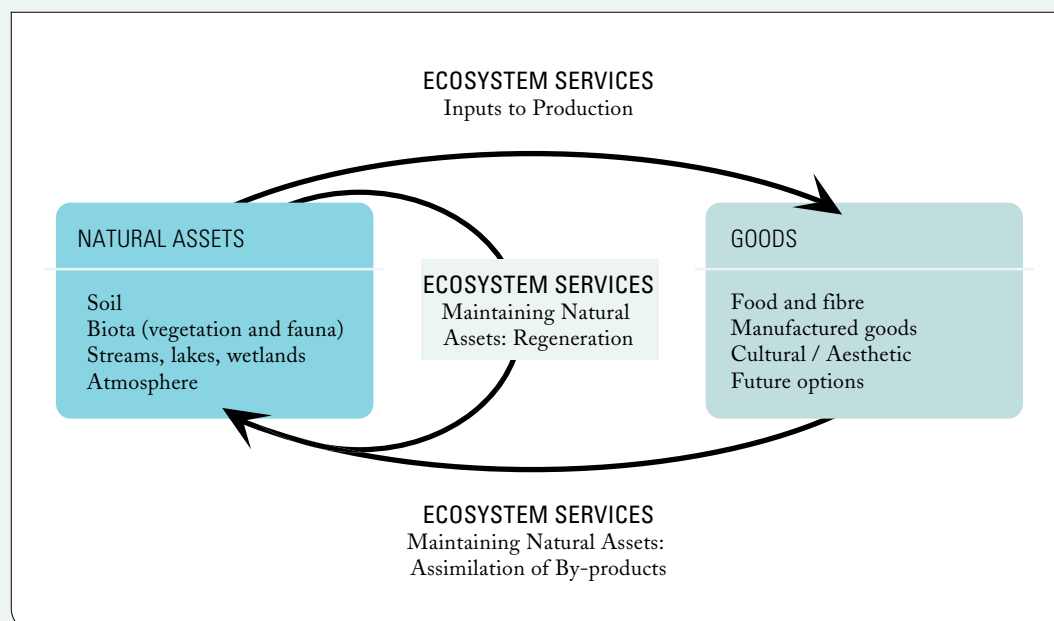 ECOSYSTEM SERVICES
Inputs to Production
NATURAL ASSETS
Soil
Biota (vegetation and fauna)
Streams, lakes, wetlands
Atmosphere
ECOSYSTEM SERVICES
Maintaining Natural
Assets: Regeneration
GOODS
Food and fibre
Manufactured goods
Cultural / Aesthetic
Future options
ECOSYSTEM SERVICES
Maintaining Natural Assets:
Assimilation of By-products